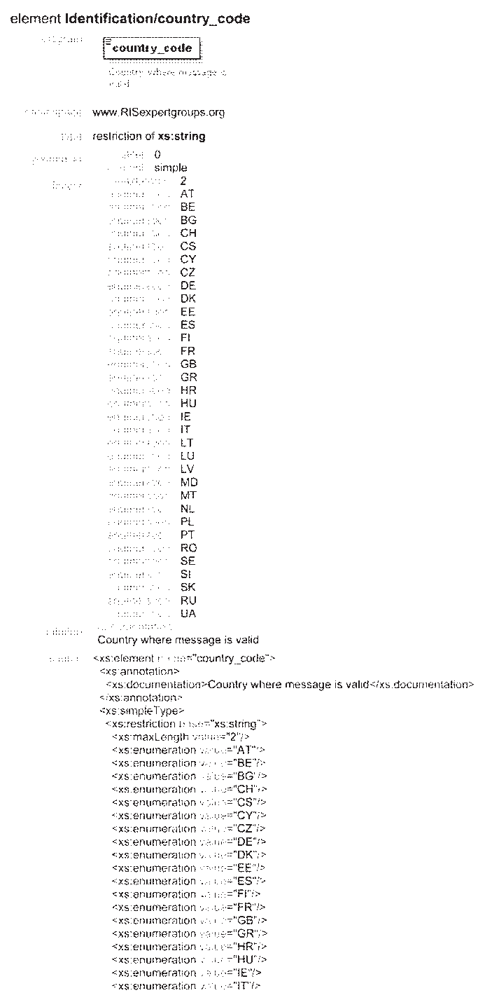 element Identification/country_code
diagram
country_code
Country where message is
valid
namespace www.RISexpertgroups.org
type restriction of xs:string
properties 0
content simple
facets maxLength 2
enumeration AT
enumeration BE
enumeration BG
enumeration CH
enumeration CS
enumeration CY
enumeration CZ
enumeration DE
enumeration DK
enumeration EE
enumeration ES
enumeration FI
enumeration FR
enumeration GB
enumeration GR
enumeration HR
enumeration HU
enumeration IE
enumeration IT
enumeration LT
enumeration LU
enumeration LV
enumeration MD
enumeration MT
enumeration NL
enumeration PL
enumeration PT
enumeration RO
enumeration SE
enumeration SI
enumeration SK
enumeration RU
enumeration UA
documentation
Country where message is valid
<xs:element name="country_code">
<xs:annotation>
<xs:documentation>Country where message is valid</xs:documentation>
</xs:annotation>
<xs:simpleType>
<xs:restriction base="xs:string">
<xs:maxLength value="2"/>
<xs:enumeration value="AT"/>
<xs:enumeration value="BE"/>
<xs:enumeration value="BG"/>
<xs:enumeration value="CH"/>
<xs:enumeration value="CS"/>
<xs:enumeration value="CY"/>
<xs:enumeration value="CZ"/>
<xs:enumeration value="DE"/>
<xs:enumeration value="DK"/>
<xs:enumeration value="EE"/>
<xs:enumeration value="ES"/>
<xs:enumeration value="FI"/>
<xs:enumeration value="FR"/>
<xs:enumeration value="GB"/>
<xs:enumeration value="GR"/>
<xs:enumeration value="HR"/>
<xs:enumeration value="HU"/>
<xs:enumeration value="IE"/>
<xs:enumeration value="IT"/>